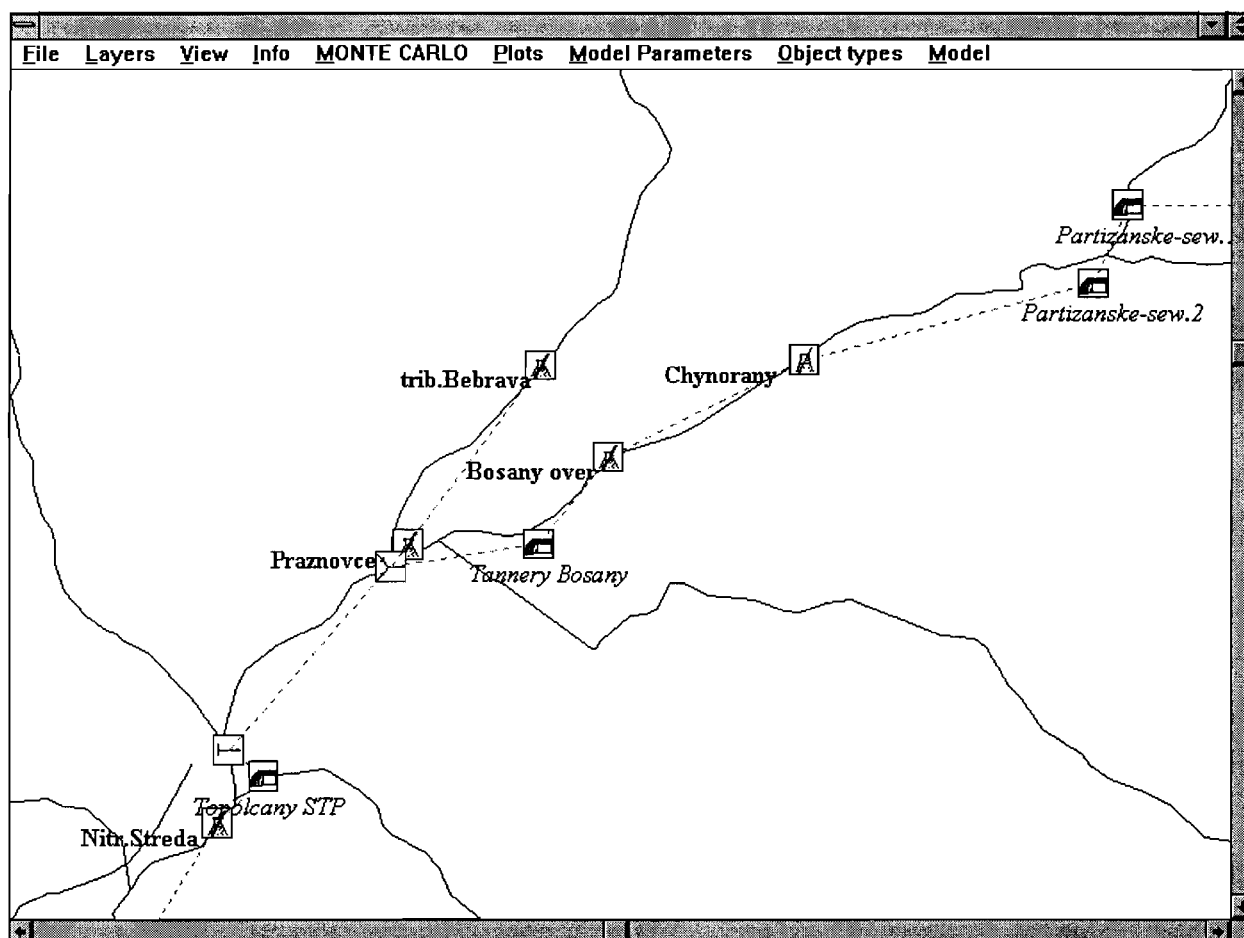 File Layers View Info MONTE CARLO Plots Model Parameters Object types Model
Partizanske-sew.
Partizanske-sew.2
trib.Bebrava
Chynorany
Bosany over
Praznovce
Tannery Bosany
Topolcany STP
Nitr.Streda